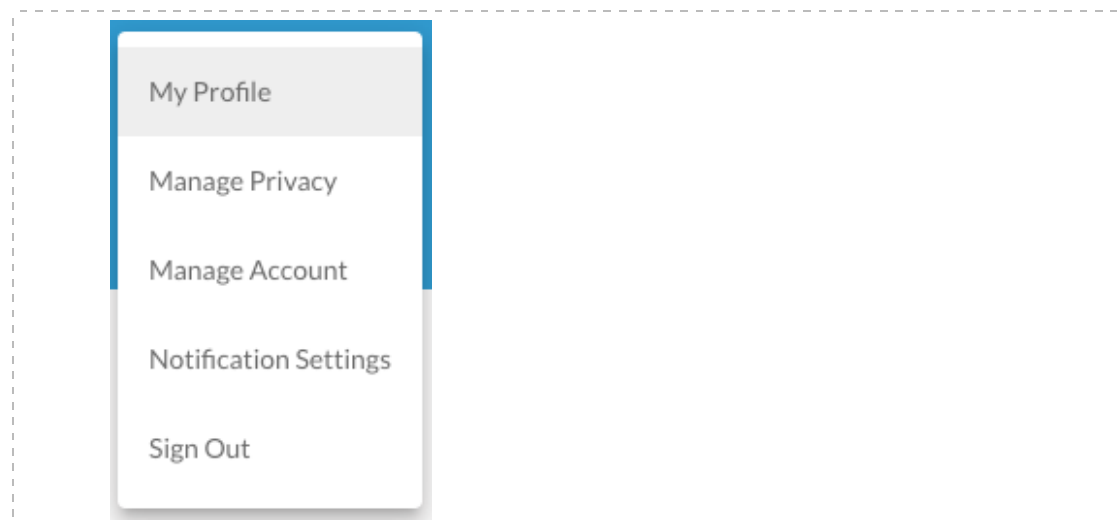 My Profile
Manage Privacy
Manage Account
Notification Settings
Sign Out